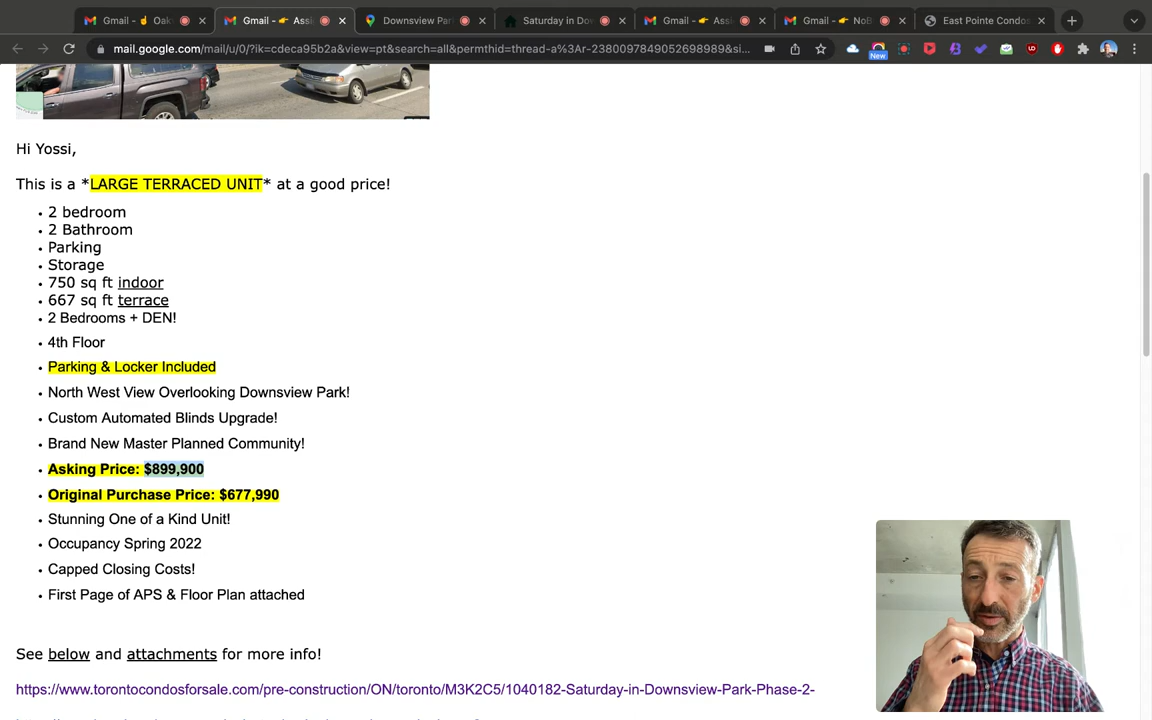 Gmail - 👉 Oak
Gmail - 👉 Assi
Downsview Par
Saturday in Do
Gmail - 👉 Ass
Gmail - 👉 NoB
East Pointe Condos
mail.google.com/mail/u/0/?ik=cdeca95b2a&view=pt&search=all&permthid=thread-a%3Ar-2380097849052698989&si...
New
Hi Yossi,
This is a *LARGE TERRACED UNIT* at a good price!
• 2 bedroom
• 2 Bathroom
• Parking
• Storage
• 750 sq ft indoor
• 667 sq ft terrace
• 2 Bedrooms + DEN!
• 4th Floor
• Parking & Locker Included
• North West View Overlooking Downsview Park!
• Custom Automated Blinds Upgrade!
• Brand New Master Planned Community!
• Asking Price: $899,900
• Original Purchase Price: $677,990
• Stunning One of a Kind Unit!
• Occupancy Spring 2022
• Capped Closing Costs!
• First Page of APS & Floor Plan attached
See below and attachments for more info!
https://www.torontocondosforsale.com/pre-construction/ON/toronto/M3K2C5/1040182-Saturday-in-Downsview-Park-Phase-2-